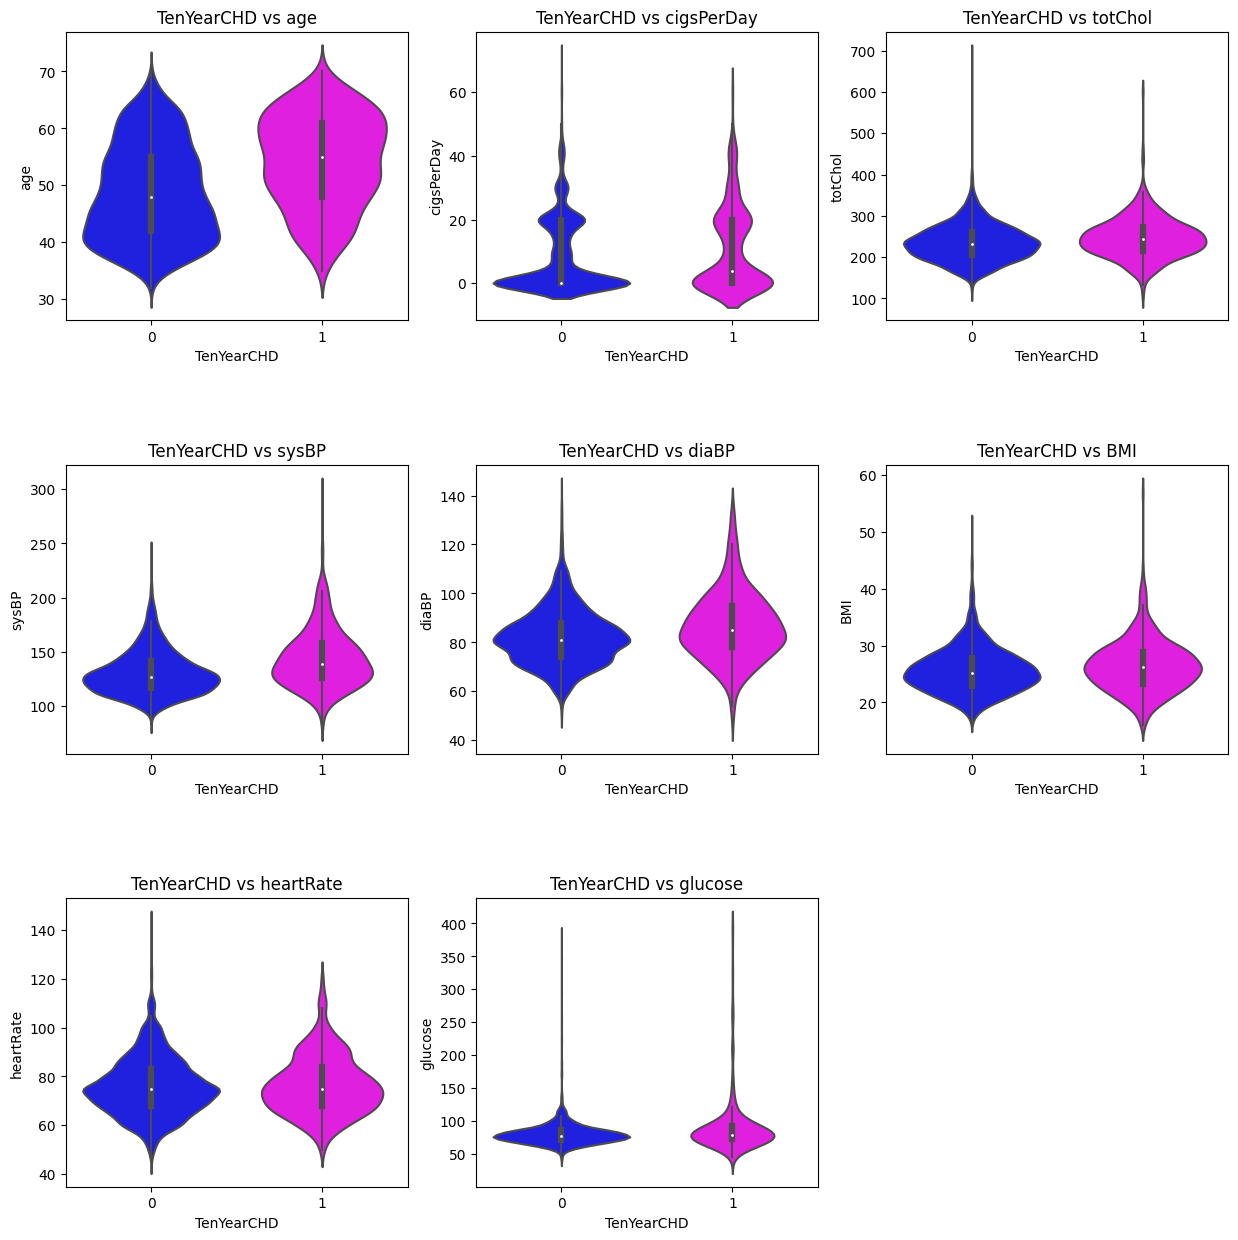 TenYearCHD vs age
TenYearCHD vs cigsPerDay
TenYearCHD vs totChol
age
70
60
50
40
30
0
1
TenYearCHD
cigsPerDay
60
40
20
0
0
1
TenYearCHD
totChol
700
600
500
400
300
200
100
0
1
TenYearCHD
TenYearCHD vs sysBP
TenYearCHD vs diaBP
TenYearCHD vs BMI
sysBP
300
250
200
150
100
0
1
TenYearCHD
diaBP
140
120
100
80
60
40
0
1
TenYearCHD
BMI
60
50
40
30
20
0
1
TenYearCHD
TenYearCHD vs heartRate
TenYearCHD vs glucose
heartRate
140
120
100
80
60
40
0
1
TenYearCHD
glucose
400
350
300
250
200
150
100
50
0
1
TenYearCHD